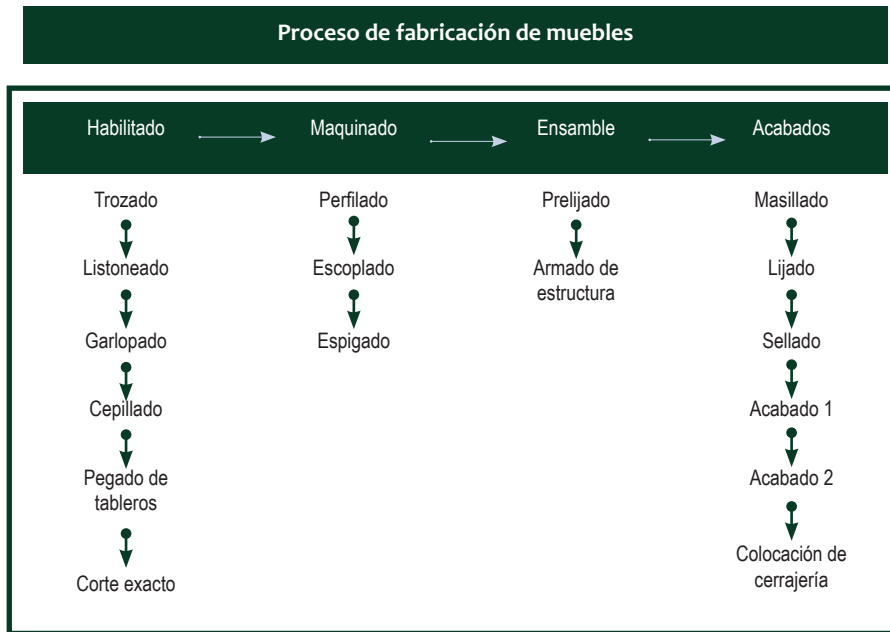 Proceso de fabricación de muebles
Habilitado
Maquinado
Ensamble
Acabados
Trozado
Listoneado
Garlopado
Cepillado
Pegado de
tableros
Corte exacto
Perfilado
Escoplado
Espigado
Prelijado
Armado de
estructura
Masillado
Lijado
Sellado
Acabado 1
Acabado 2
Colocación de
cerrajería